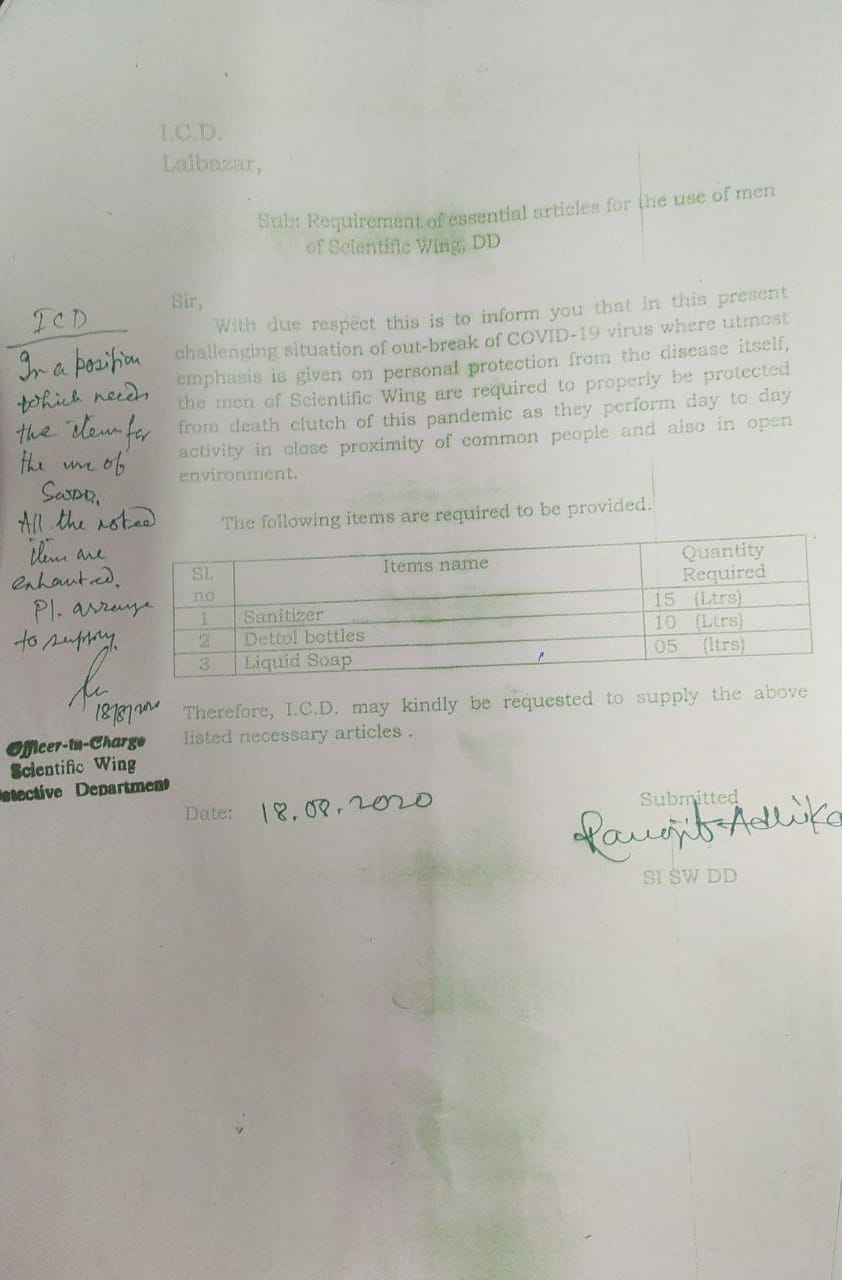 I.C.D.
Lalbazar,
Sub: Requirement of essential articles for the use of men
of Scientific Wing, DD
Sir,
With due respect this is to inform you that in this present
challenging situation of out-break of COVID-19 virus where utmost
emphasis is given on personal protection from the disease itself,
the men of Scientific Wing are required to properly be protected
from death clutch of this pandemic as they perform day to day
activity in close proximity of common people and also in open
environment.
The following items are required to be provided.
Sl. no Items name Quantity Required
1 Sanitizer 15 (Ltrs)
2 Dettol bottles 10 (Ltrs)
3 Liquid Soap 05 (ltrs)
Therefore, I.C.D. may kindly be requested to supply the above
listed necessary articles .
Date: 18.08.2020
Submitted
Ranojit Adhika
SI SW DD
ICD
In a position
which needs
the item for
the use of
SWDD.
All the noted
item are
exhausted.
Pl. arrange
to supply.
18/8/2020
Officer-in-Charge
Scientific Wing
etective Department